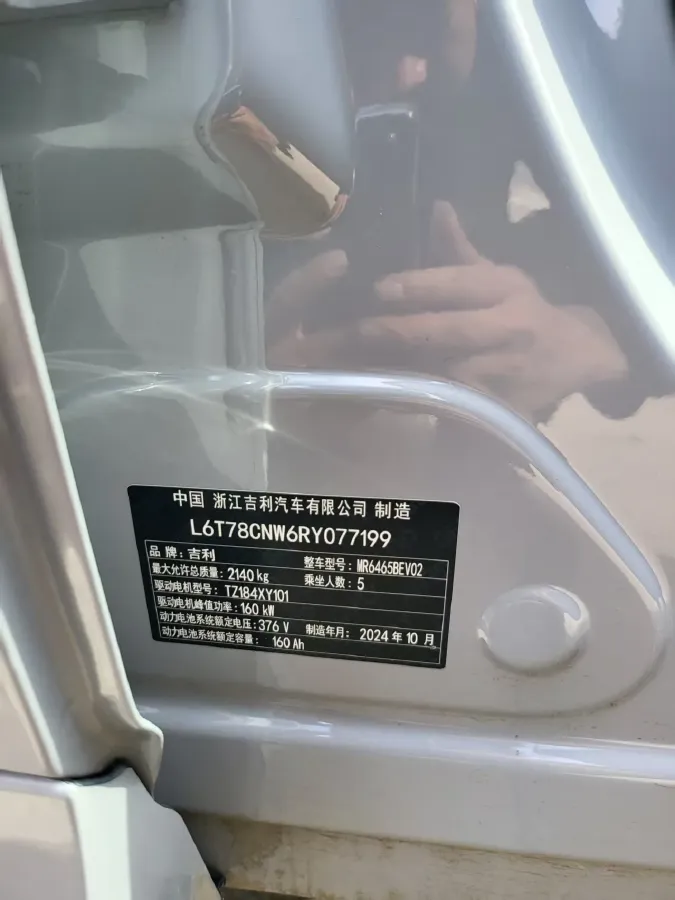 中国 浙江吉利汽车有限公司 制造
L6T78CNW6RY077199
品牌：吉利 整车型号：MR6465BEV02
最大允许总质量：2140 kg 乘坐人数：5
驱动电机型号：TZ184XY101
驱动电机峰值功率：160 kW
动力电池系统额定电压：376 V 制造年月：2024 年 10 月
动力电池系统额定容量：160 Ah